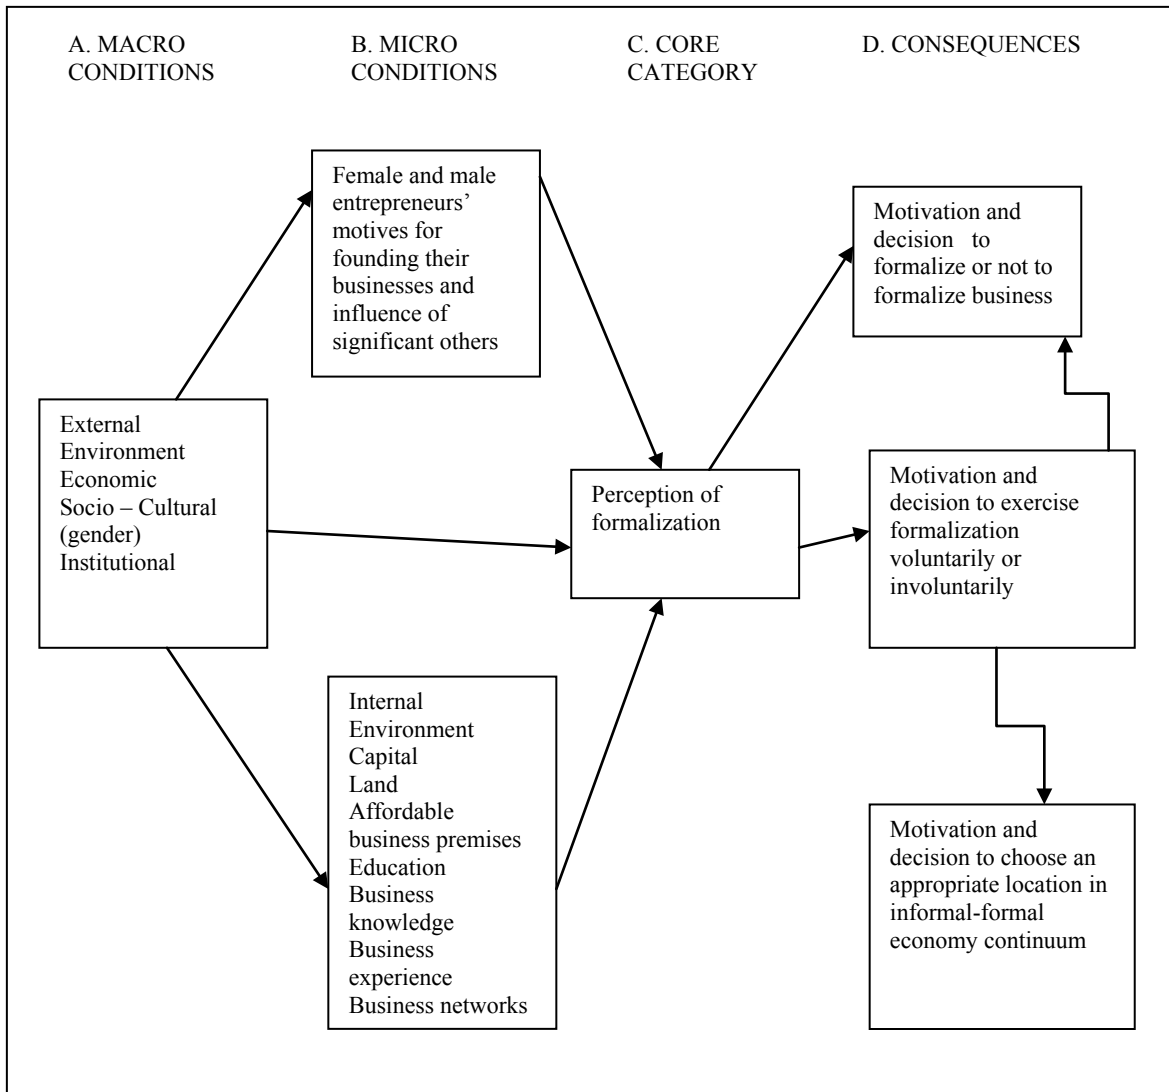 A. MACRO
CONDITIONS
B. MICRO
CONDITIONS
C. CORE
CATEGORY
D. CONSEQUENCES
Female and male
entrepreneurs’
motives for
founding their
businesses and
influence of
significant others
Motivation and
decision to
formalize or not to
formalize business
External
Environment
Economic
Socio – Cultural
(gender)
Institutional
Perception of
formalization
Motivation and
decision to exercise
formalization
voluntarily or
involuntarily
Internal
Environment
Capital
Land
Affordable
business premises
Education
Business
knowledge
Business
experience
Business networks
Motivation and
decision to choose an
appropriate location in
informal-formal
economy continuum